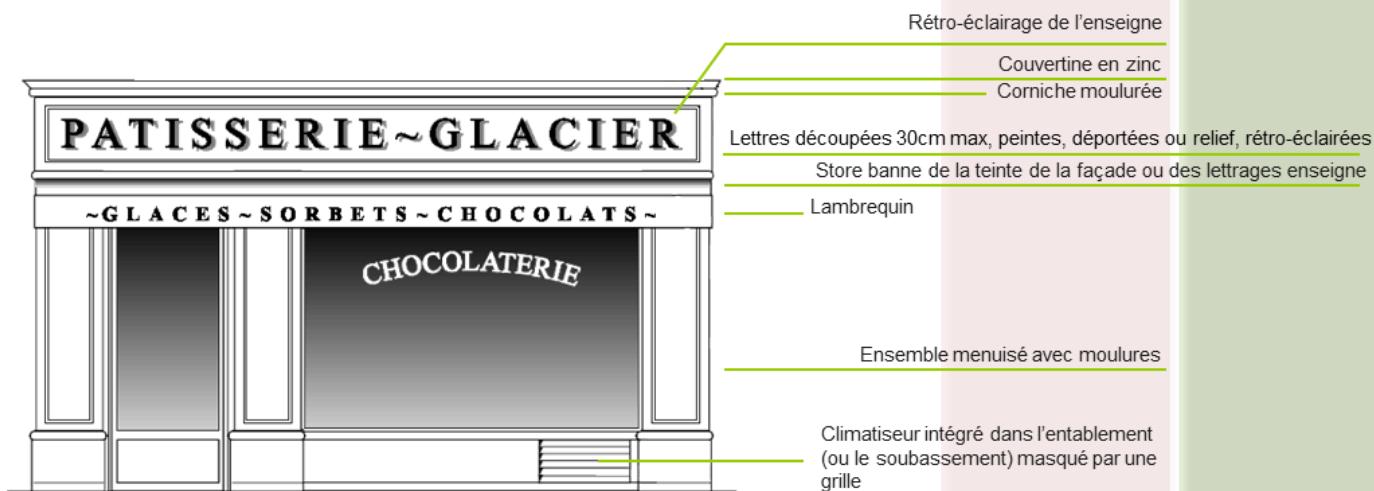 Rétro-éclairage de l'enseigne
Couvertine en zinc
Corniche moulurée
PATISSERIE~GLACIER
Lettres découpées 30cm max, peintes, déportées ou relief, rétro-éclairées
Store banne de la teinte de la façade ou des lettrages enseigne
~GLACES~SORBETS~CHOCOLATS~
Lambrequin
CHOCOLATERIE
Ensemble menuisé avec moulures
Climatiseur intégré dans l'entablement
(ou le soubassement) masqué par une
grille